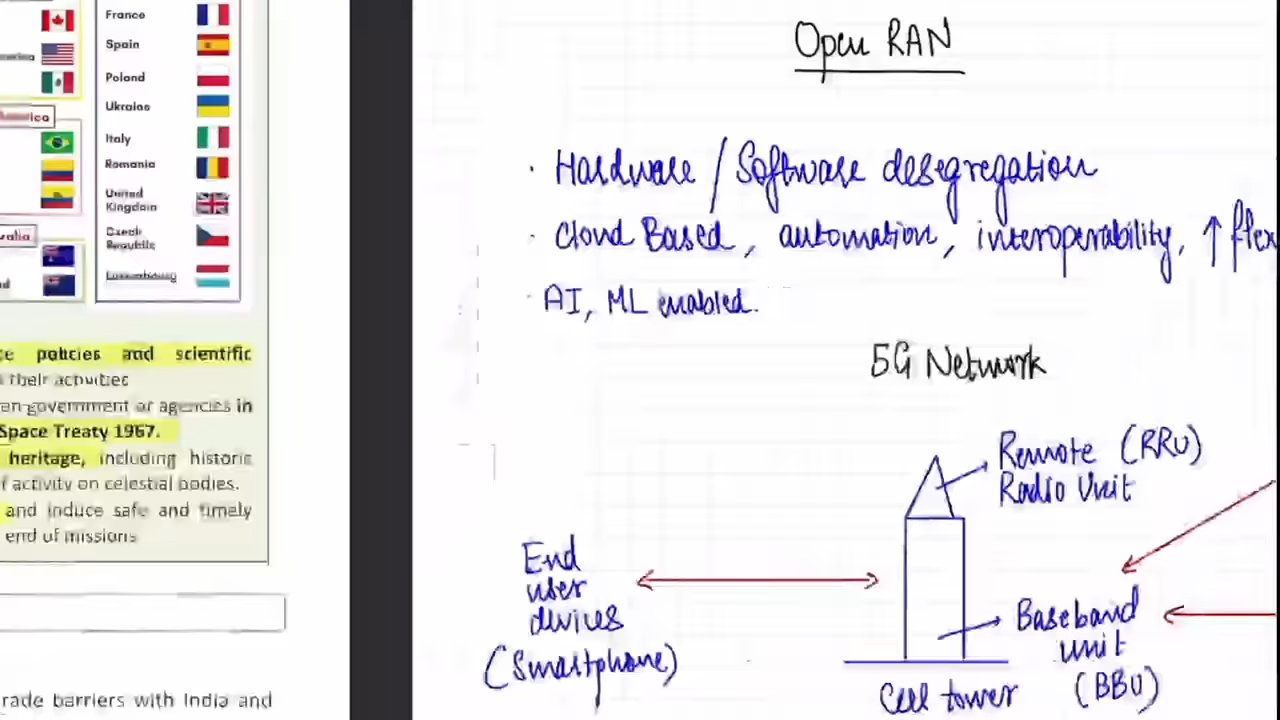 France
Spain
Poland
Ukraine
Italy
Romania
United
Kingdom
Czech
Republic
Luxembourg
policies and scientific
their activities
an government or agencies in
Space Treaty 1967.
heritage, including historic
activity on celestial bodies.
and induce safe and timely
end of missions
rade barriers with India and
Open RAN
· Hardware / Software desegregation
· Cloud Based, automation, interoperability, ↑ flex
· AI, ML enabled.
5G Network
Remote (RRU)
Radio Unit
End
user
devices
(Smartphone)
Baseband
unit
(BBU)
Cell tower